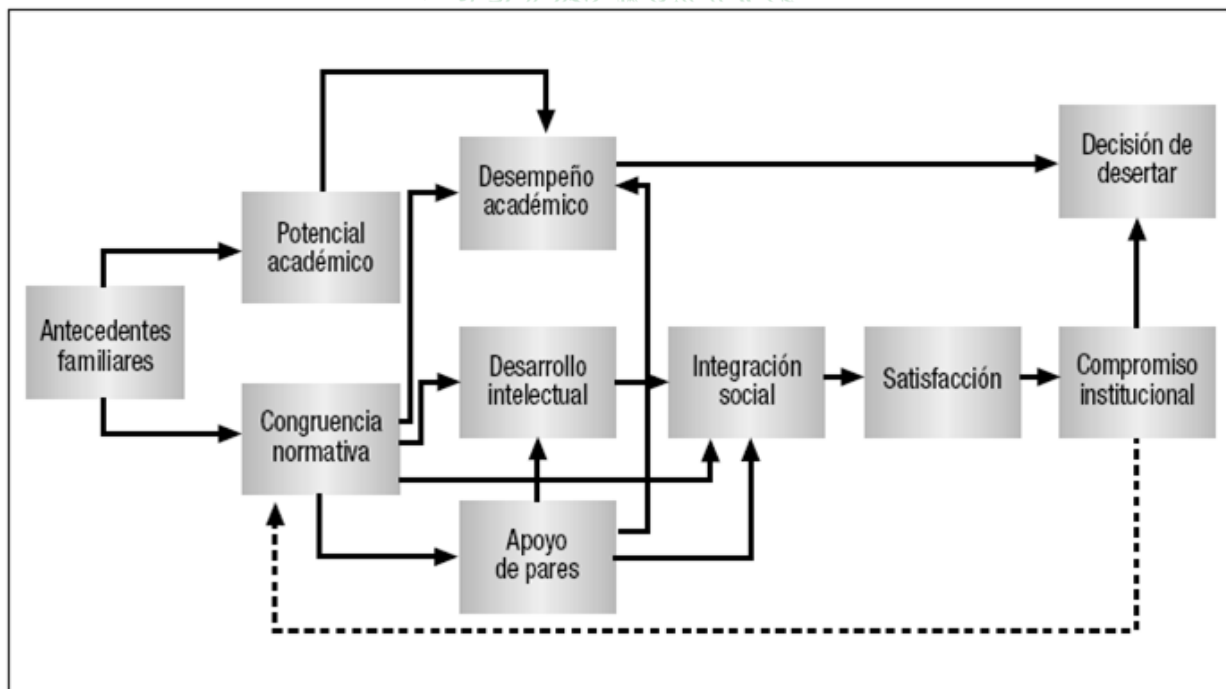 Decisión de
desertar
Desempeño
académico
Potencial
académico
Antecedentes
familiares
Desarrollo
intelectual
Integración
social
Satisfacción
Compromiso
institucional
Congruencia
normativa
Apoyo
de pares